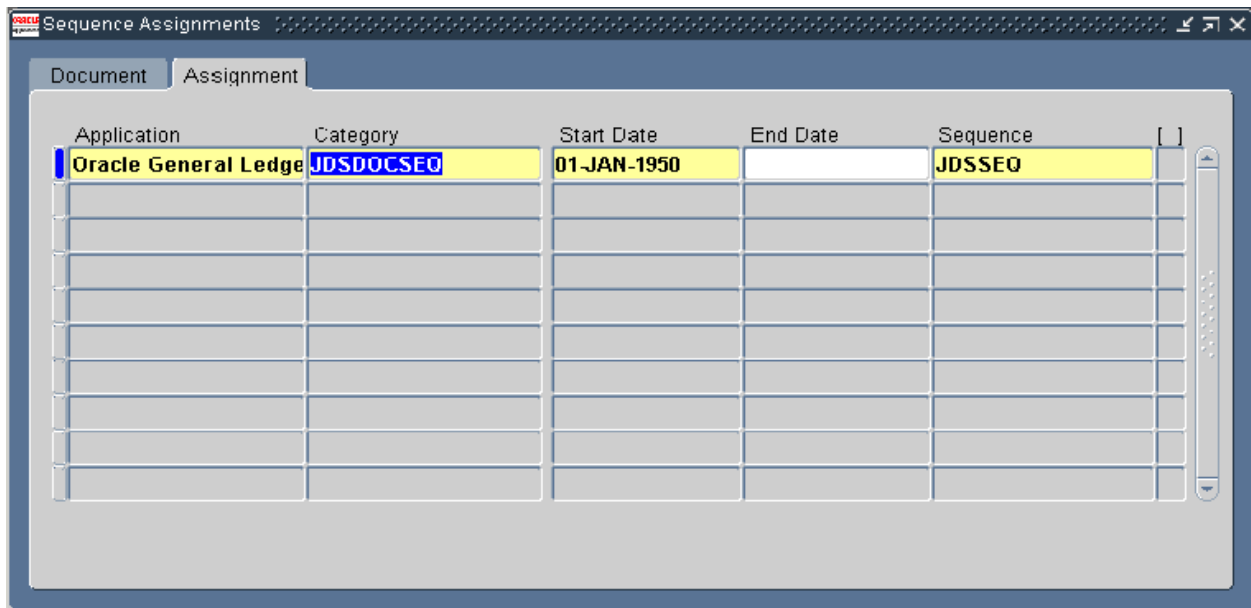 ORACLE
Sequence Assignments
Document Assignment
Application Category Start Date End Date Sequence [ ]
Oracle General Ledge JDSDOCSEQ 01-JAN-1950 JDSSEQ